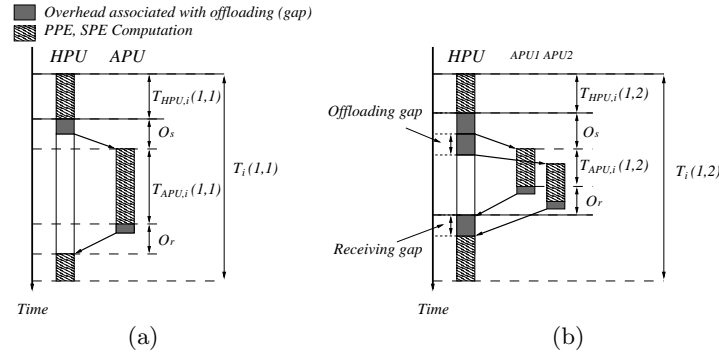 Overhead associated with offloading (gap)
PPE, SPE Computation
HPU APU
T_HPU,i (1,1)
O_s
T_APU,i (1,1)
O_r
T_i (1,1)
Time
(a)
HPU APU1 APU2
Offloading gap
Receiving gap
T_HPU,i (1,2)
O_s
T_APU,i (1,2)
O_r
T_i (1,2)
Time
(b)